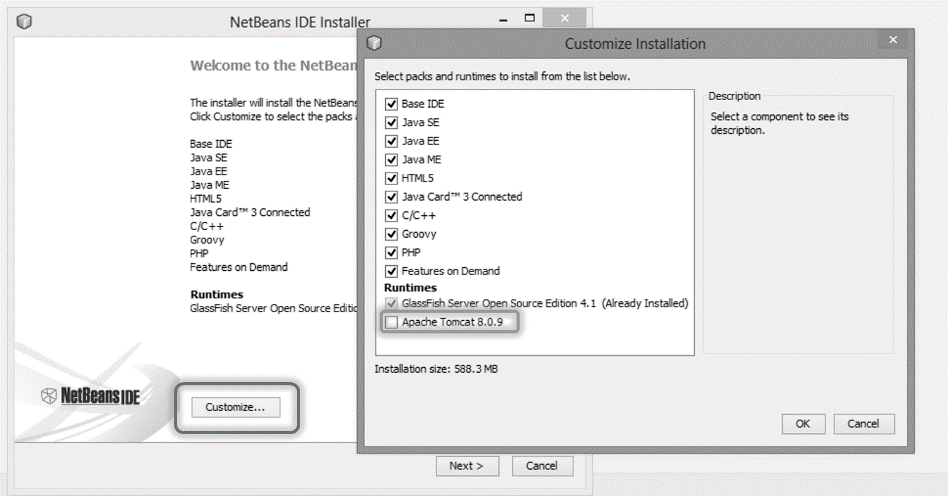 NetBeans IDE Installer
Welcome to the NetBean
The installer will install the NetBeans
Click Customize to select the packs
Base IDE
Java SE
Java EE
Java ME
HTML5
Java Card™ 3 Connected
C/C++
Groovy
PHP
Features on Demand
Runtimes
GlassFish Server Open Source Editio
NetBeans IDE
Customize...
Next >
Cancel
Customize Installation
Select packs and runtimes to install from the list below.
Base IDE
Java SE
Java EE
Java ME
HTML5
Java Card™ 3 Connected
C/C++
Groovy
PHP
Features on Demand
Runtimes
GlassFish Server Open Source Edition 4.1 (Already Installed)
Apache Tomcat 8.0.9
Installation size: 588.3 MB
Description
Select a component to see its
description.
OK
Cancel